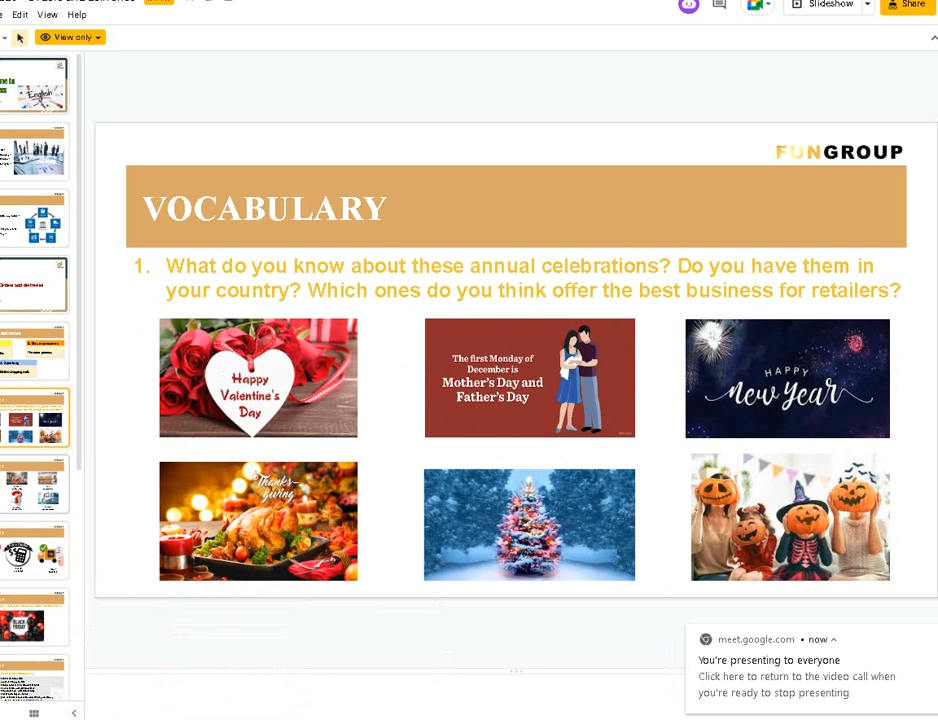 Edit View Help
Slideshow
Share
View only
FUNGROUP
VOCABULARY
1. What do you know about these annual celebrations? Do you have them in
your country? Which ones do you think offer the best business for retailers?
Happy
Valentine's
Day
The first Monday of
December is
Mother's Day and
Father's Day
HAPPY
new Year
Thanks-
giving
English
BLACK
FRIDAY
meet.google.com • now
You're presenting to everyone
Click here to return to the video call when
you're ready to stop presenting